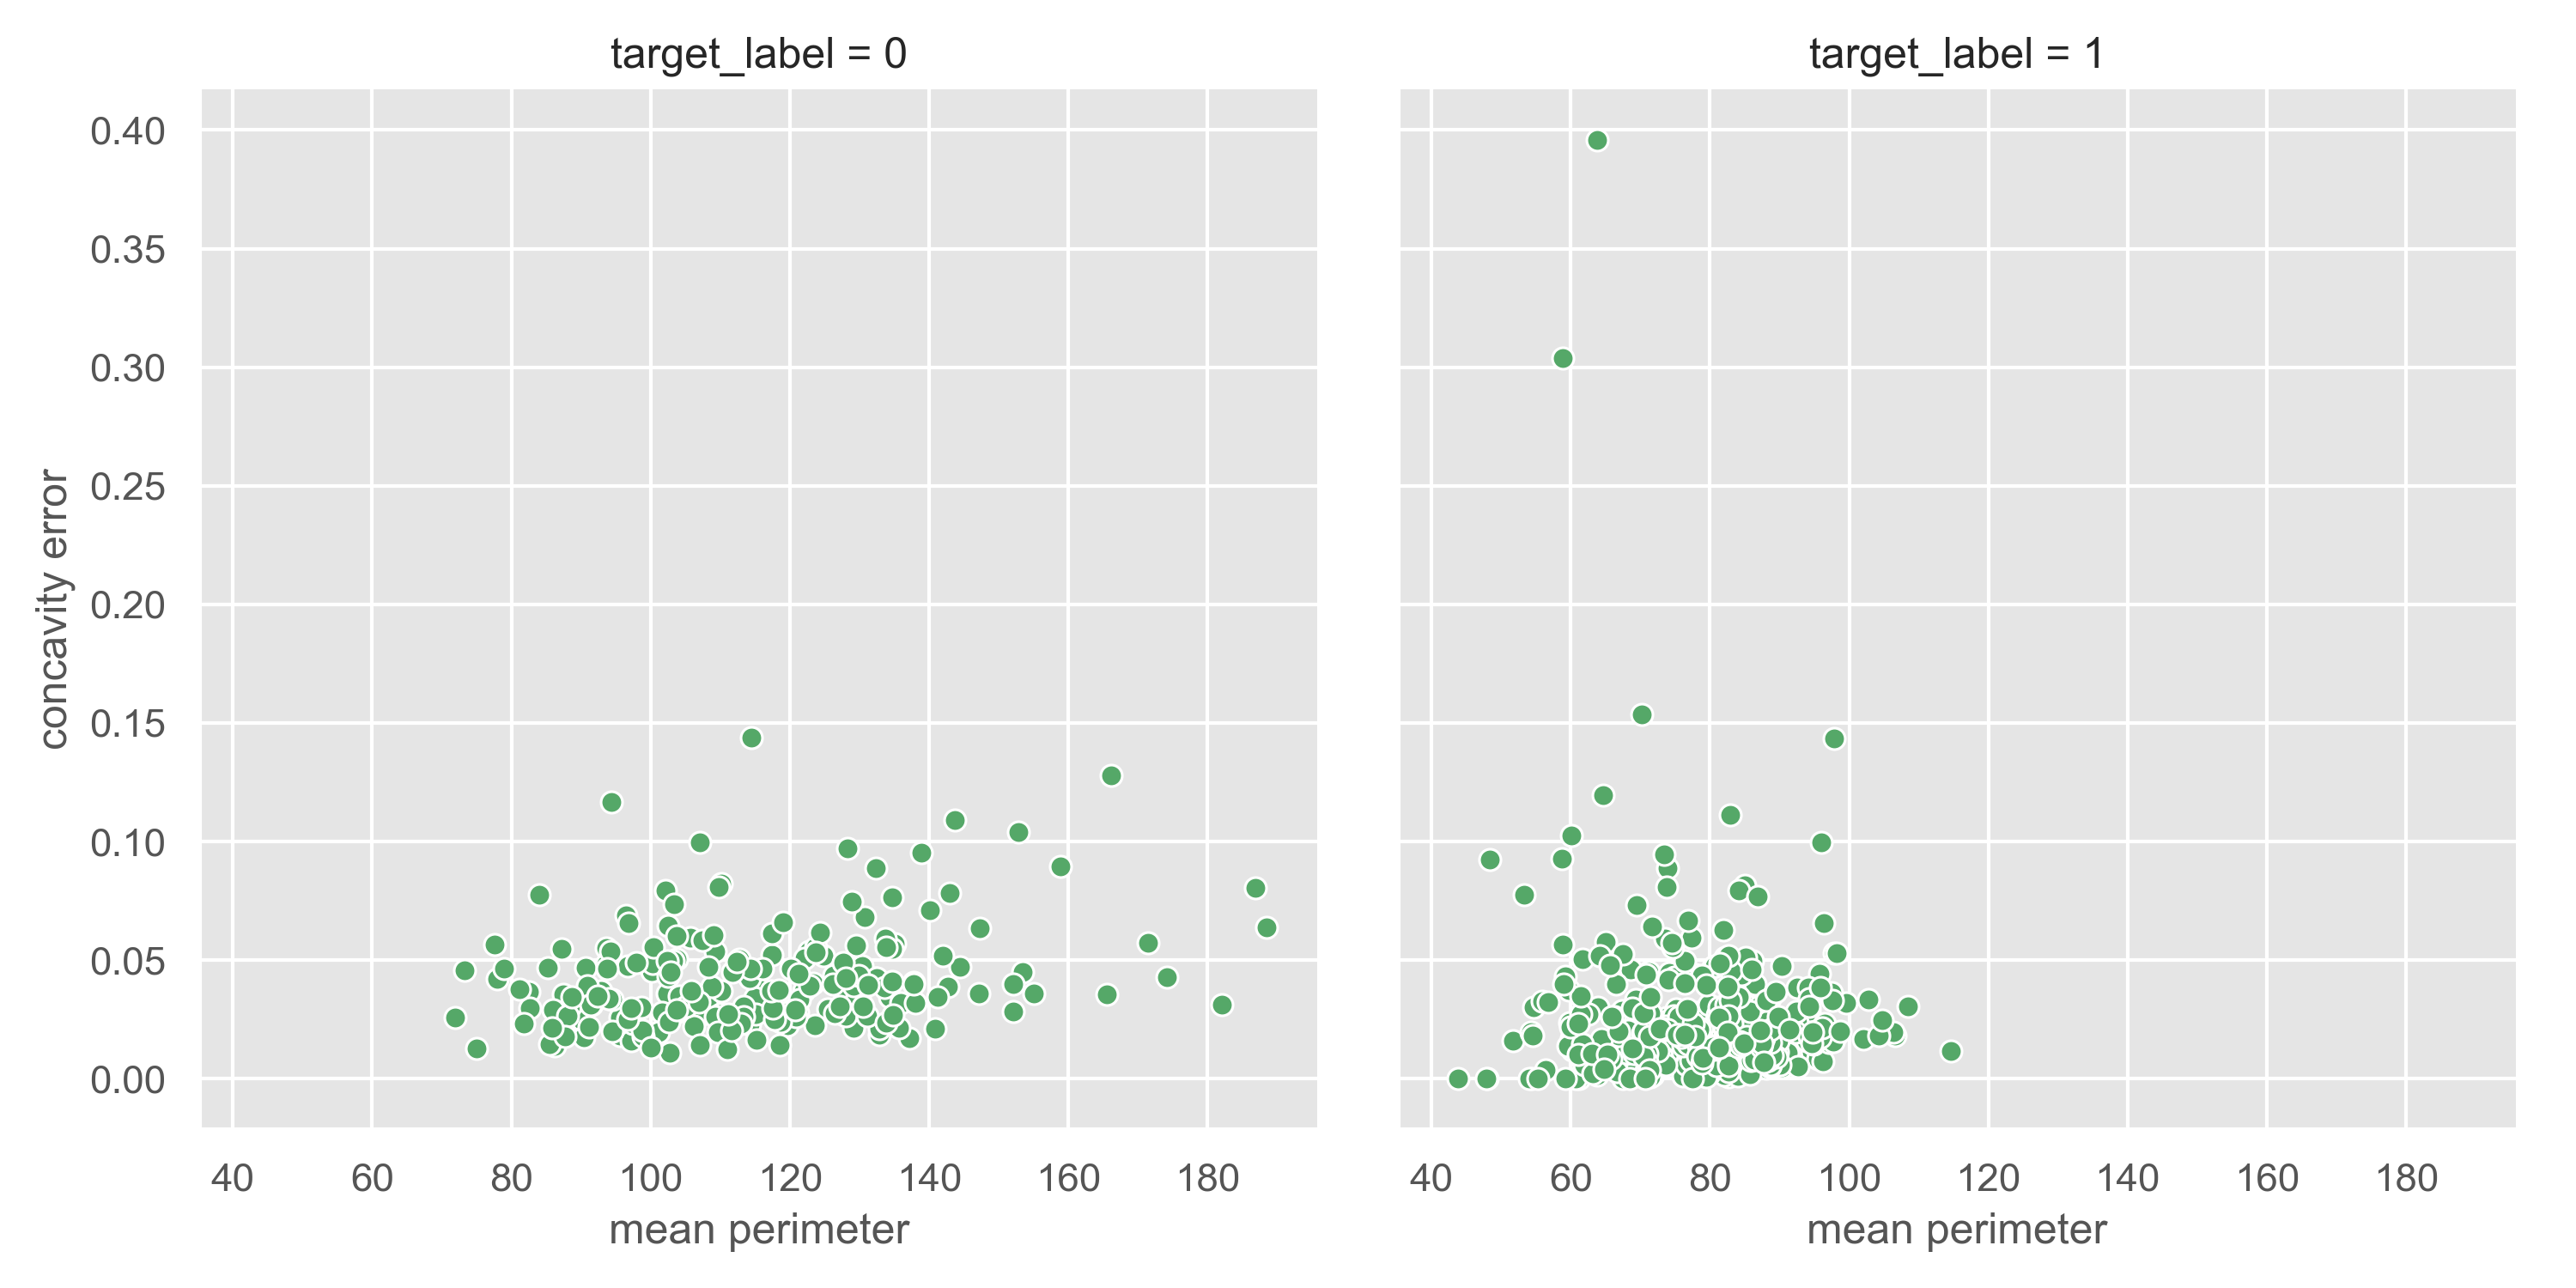 target_label = 0
target_label = 1
concavity error
0.40
0.35
0.30
0.25
0.20
0.15
0.10
0.05
0.00
40 60 80 100 120 140 160 180
40 60 80 100 120 140 160 180
mean perimeter
mean perimeter